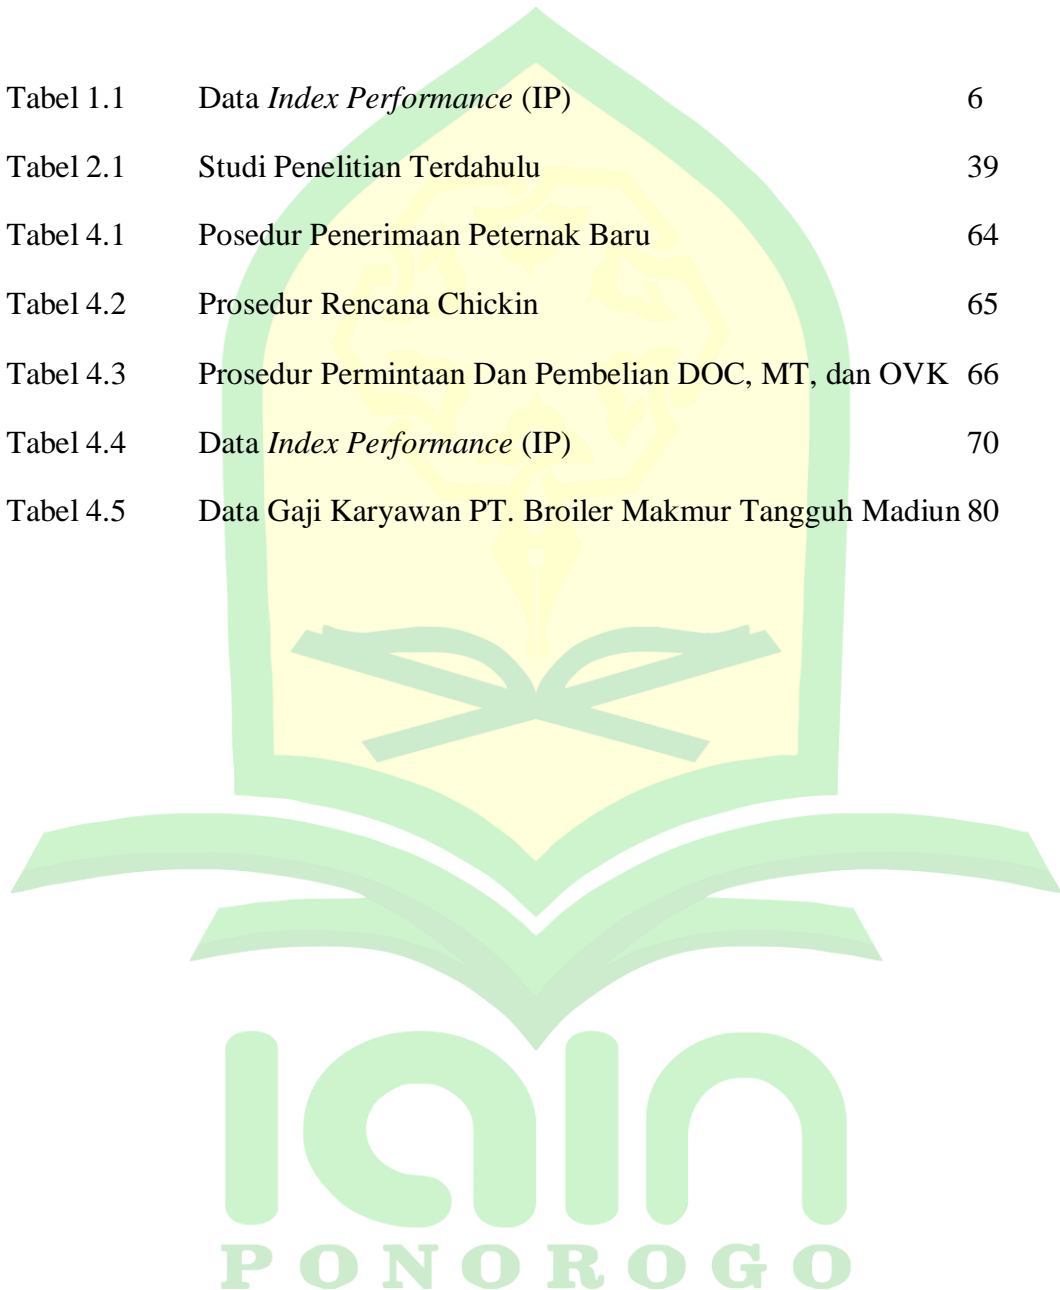 Tabel 1.1 Data Index Performance (IP) 6
Tabel 2.1 Studi Penelitian Terdahulu 39
Tabel 4.1 Posedur Penerimaan Peternak Baru 64
Tabel 4.2 Prosedur Rencana Chickin 65
Tabel 4.3 Prosedur Permintaan Dan Pembelian DOC, MT, dan OVK 66
Tabel 4.4 Data Index Performance (IP) 70
Tabel 4.5 Data Gaji Karyawan PT. Broiler Makmur Tangguh Madiun 80
iain
PONOROGO